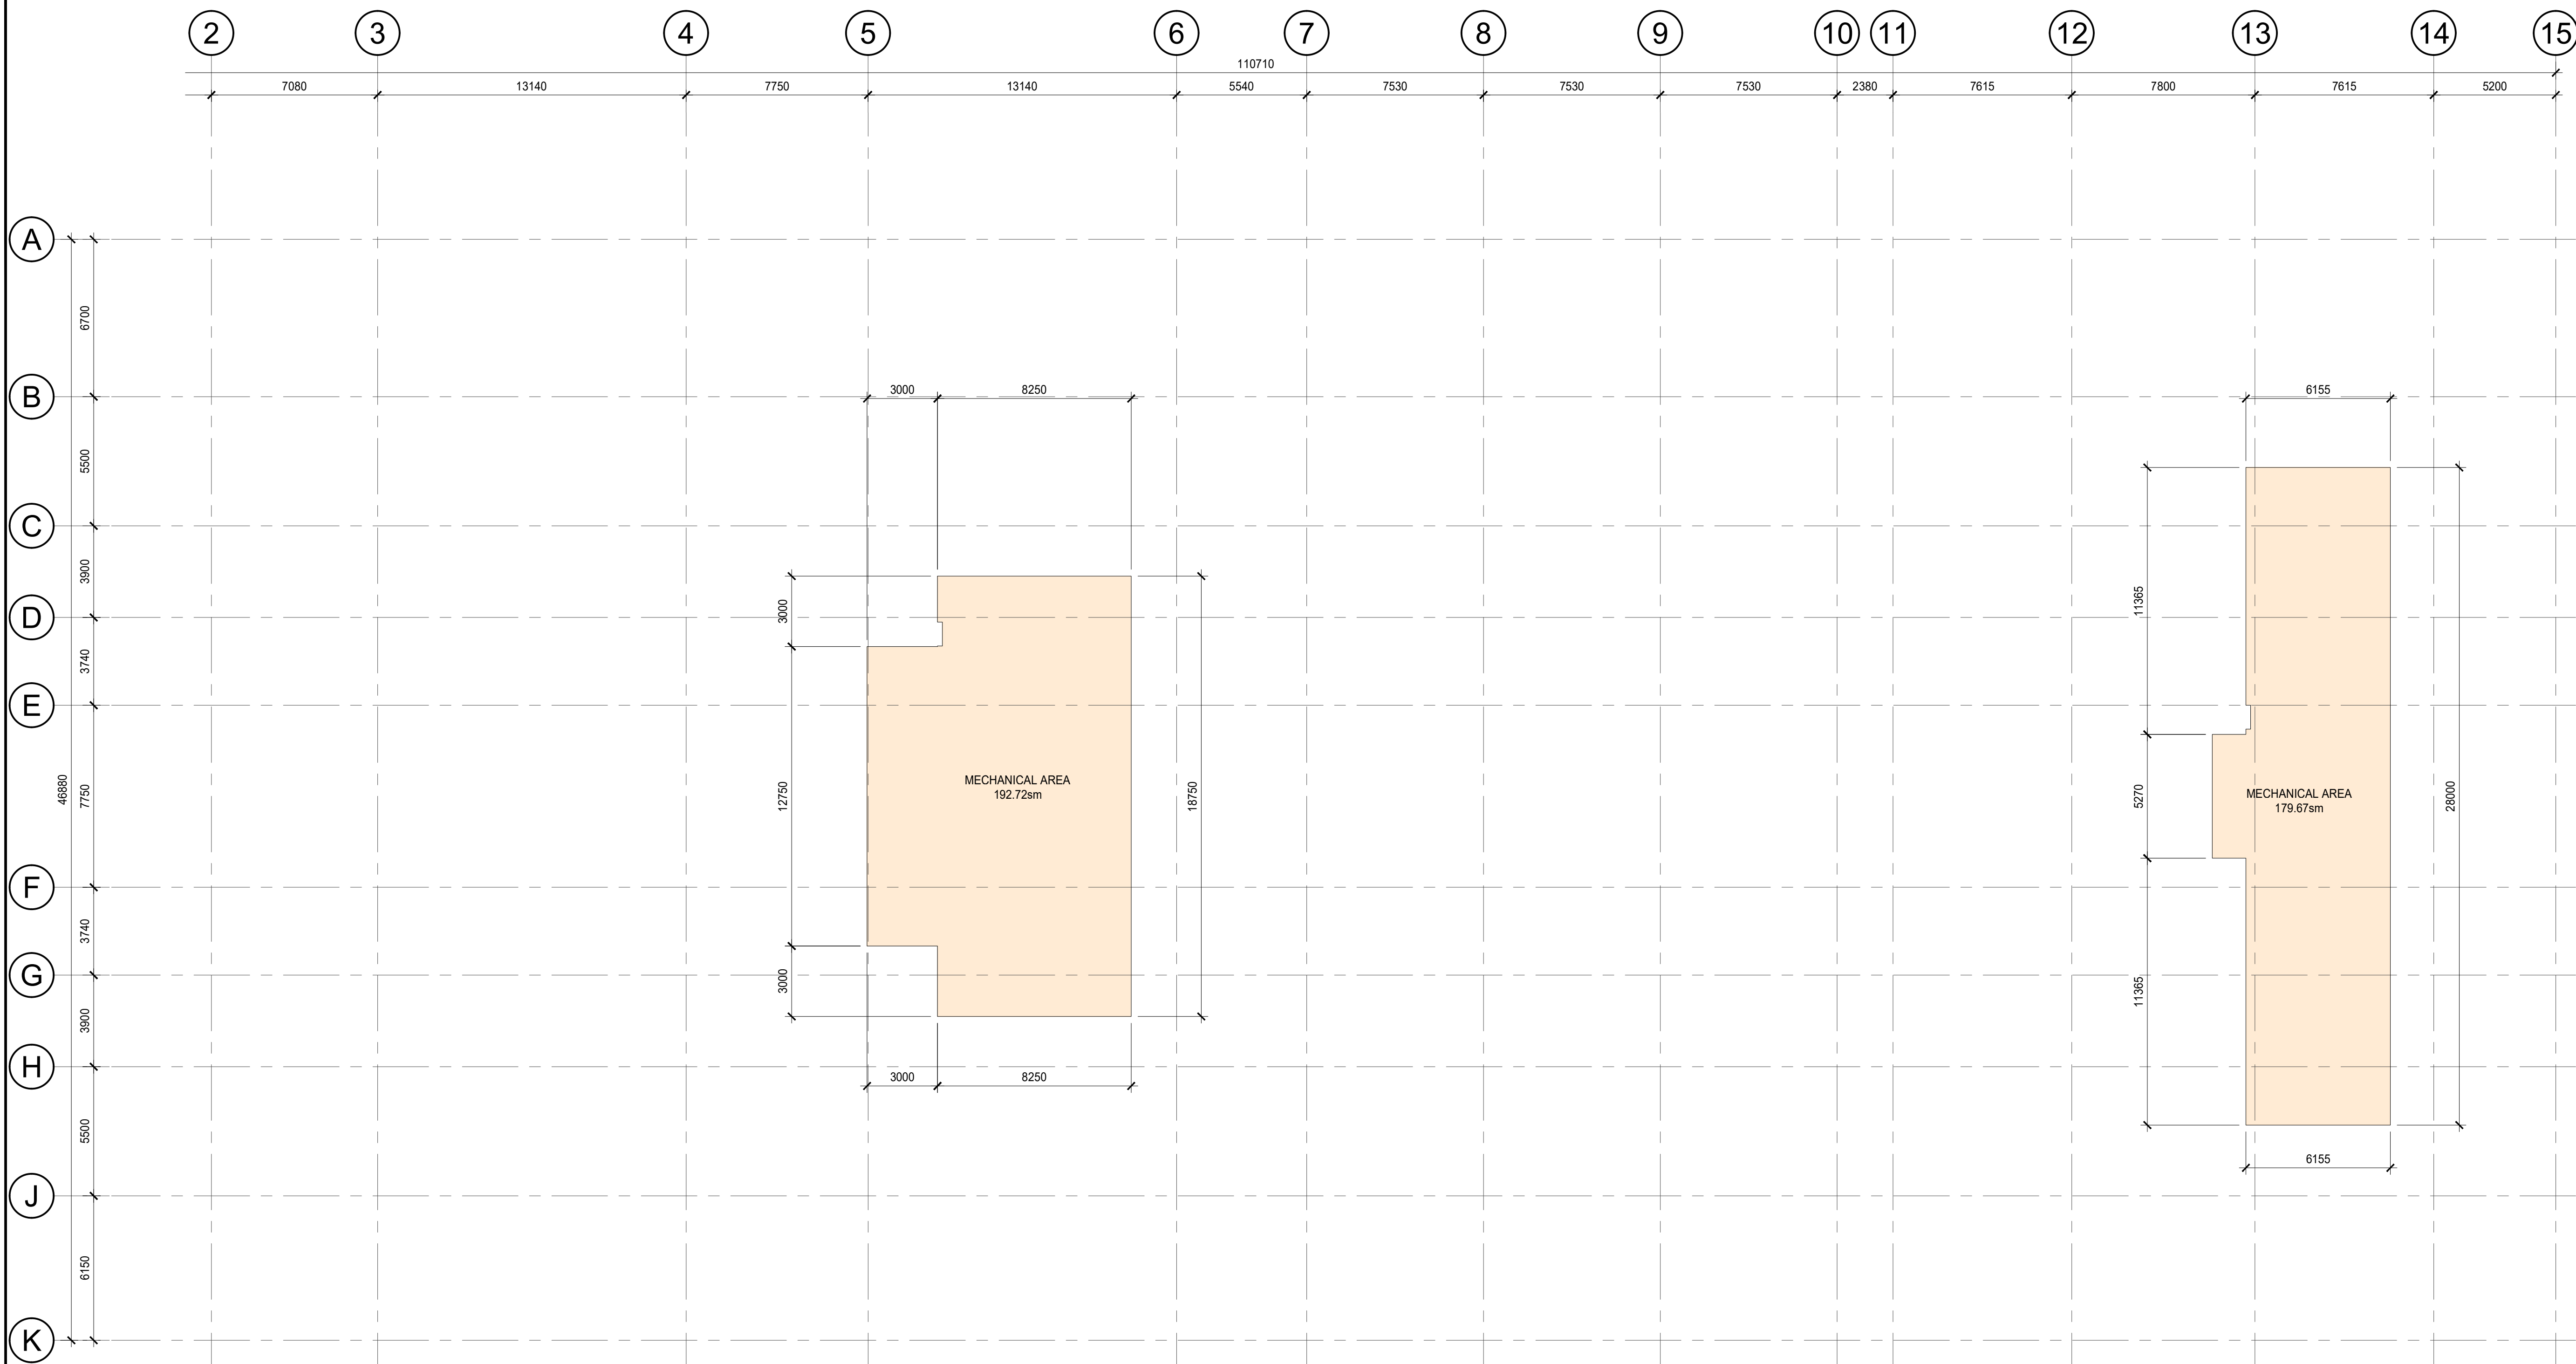 2 3 4 5 6 7 8 9 10 11 12 13 14 15
110710
7080 13140 7750 13140 5540 7530 7530 7530 2380 7615 7800 7615 5200
A
6700
B
3000 8250
6155
5500
C
3900
D
3000
11365
3740
E
46880
7750
12750
MECHANICAL AREA
192.72sm
18750
5270
MECHANICAL AREA
179.67sm
28000
F
3740
G
3000
11365
3900
H
3000 8250
5500
6155
J
6150
K